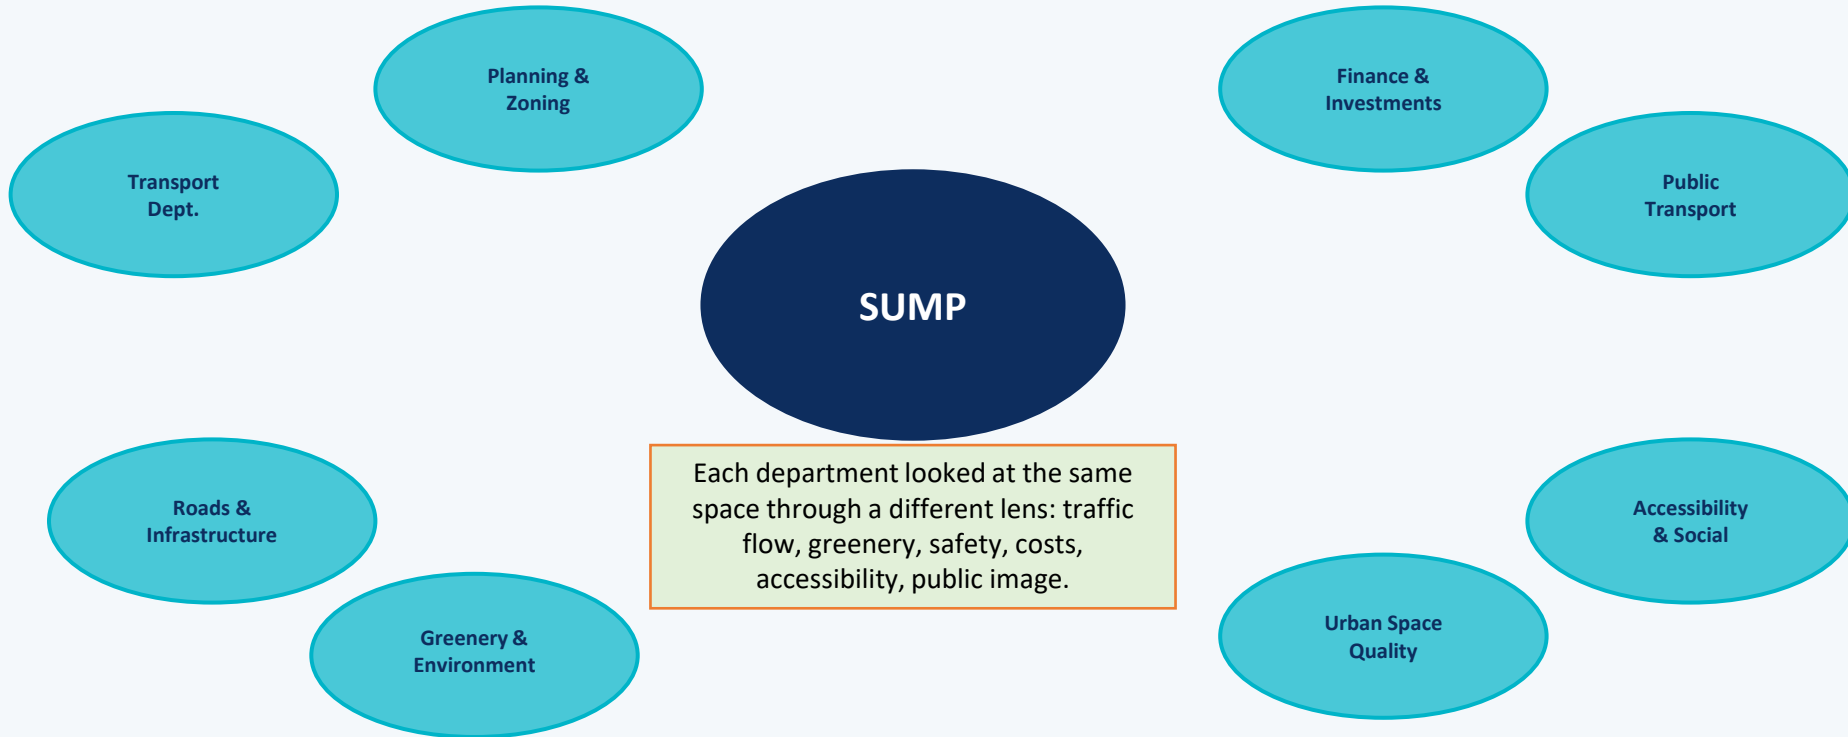 Planning &
Zoning
Finance &
Investments
Transport
Dept.
Public
Transport
SUMP
Each department looked at the same
space through a different lens: traffic
flow, greenery, safety, costs,
accessibility, public image.
Roads &
Infrastructure
Accessibility
& Social
Greenery &
Environment
Urban Space
Quality